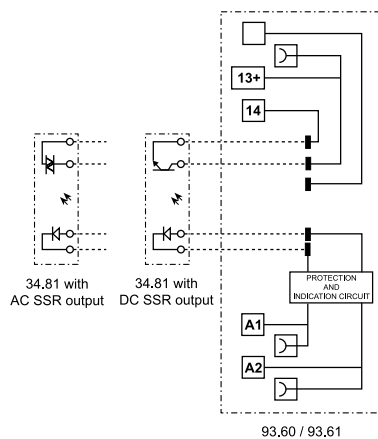 13+
14
34.81 with
AC SSR output
34.81 with
DC SSR output
PROTECTION
AND
INDICATION CIRCUIT
A1
A2
93.60 / 93.61